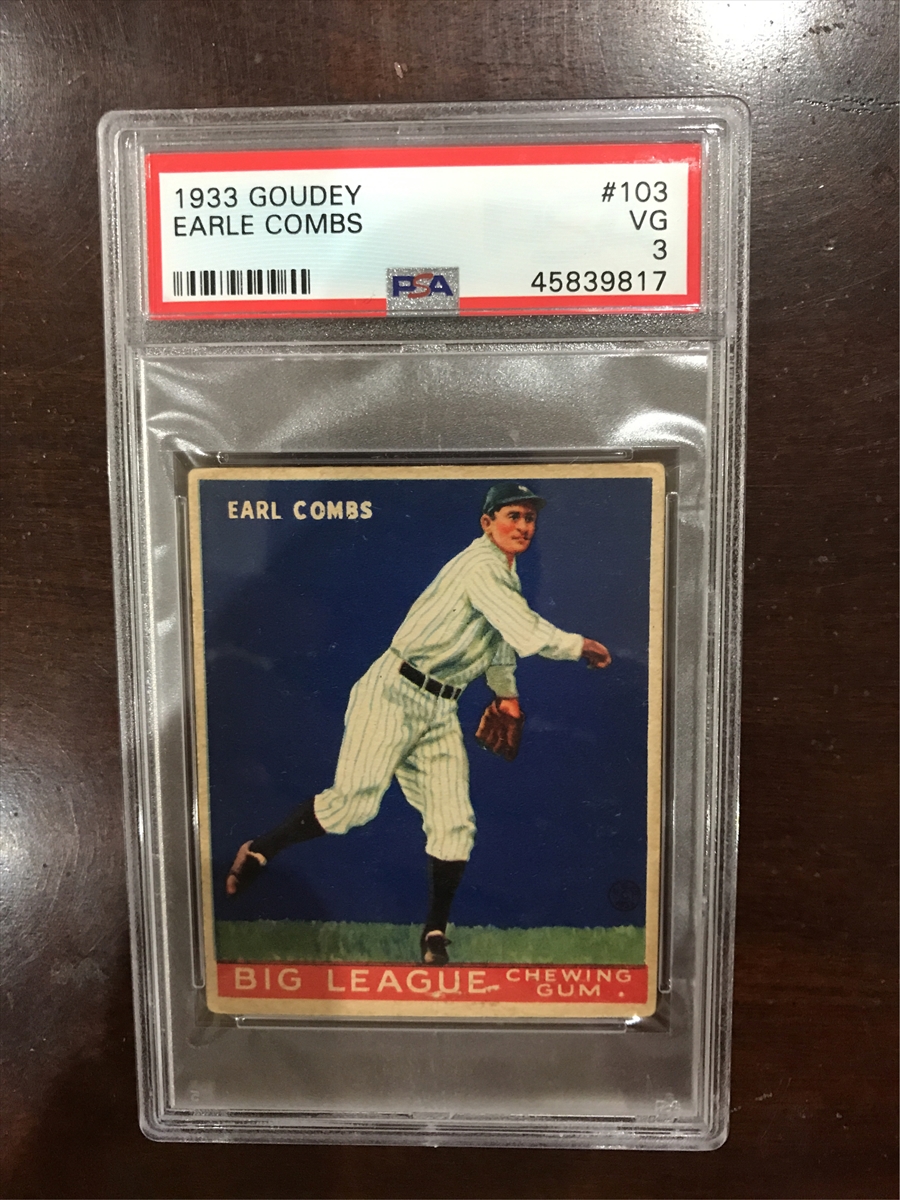 1933 GOUDEY #103
EARLE COMBS VG
3
PSA 45839817
EARL COMBS
BIG LEAGUE CHEWING
GUM.